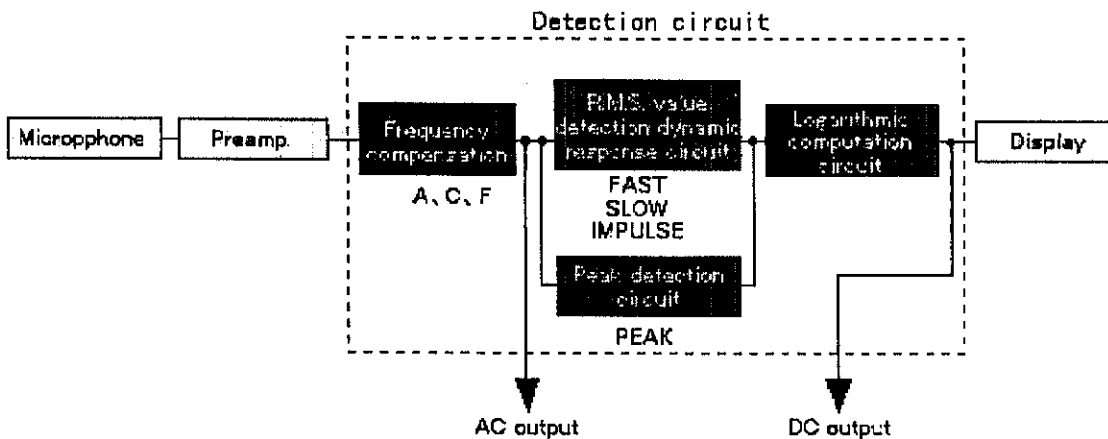 Detection circuit
Micropphone
Preamp.
Frequency
compensation
A、C、F
R.M.S. value
detection dynamic
response circuit
FAST
SLOW
IMPULSE
Peak detection
circuit
PEAK
Logarithmic
computation
circuit
Display
AC output
DC output